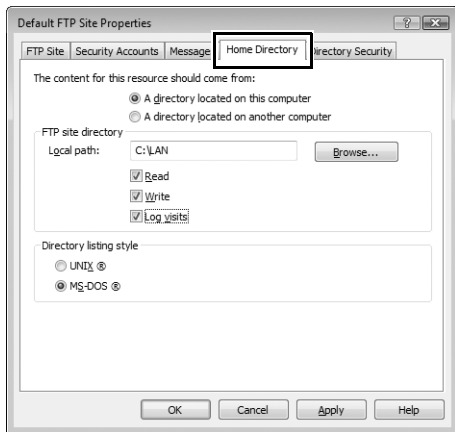 Default FTP Site Properties
FTP Site Security Accounts Message Home Directory Directory Security
The content for this resource should come from:
A directory located on this computer
A directory located on another computer
FTP site directory
Local path: C:\LAN Browse...
Read
Write
Log visits
Directory listing style
UNIX ®
MS-DOS ®
OK Cancel Apply Help